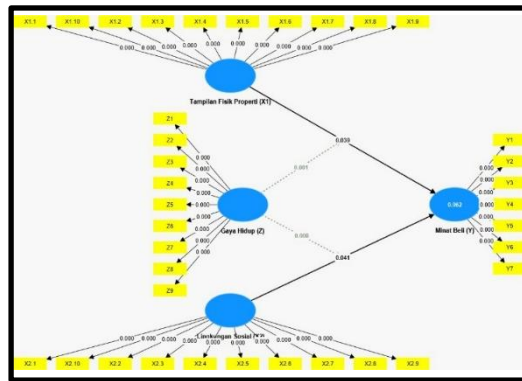 X1.1 X1.10 X1.2 X1.3 X1.4 X1.5 X1.6 X1.7 X1.8 X1.9
0.000 0.000 0.000 0.000 0.000 0.000 0.000 0.000 0.000 0.000
Tampilan Fisik Properti (X1)
Z1
Z2
Z3
Z4
Z5
Z6
Z7
Z8
Z9
0.000
0.000
0.000
0.000
0.000
0.000
0.000
0.000
0.000
Gaya Hidup (Z)
0.001
0.041
Y1
Y2
Y3
Y4
Y5
Y6
Y7
0.000
0.000
0.000
0.000
0.000
0.000
0.000
Minat Beli (Y)
Lingkungan Sosial
0.000 0.000 0.000 0.000 0.000 0.000 0.000 0.000 0.000 0.000
X2.1 X2.10 X2.2 X2.3 X2.4 X2.5 X2.6 X2.7 X2.8 X2.9